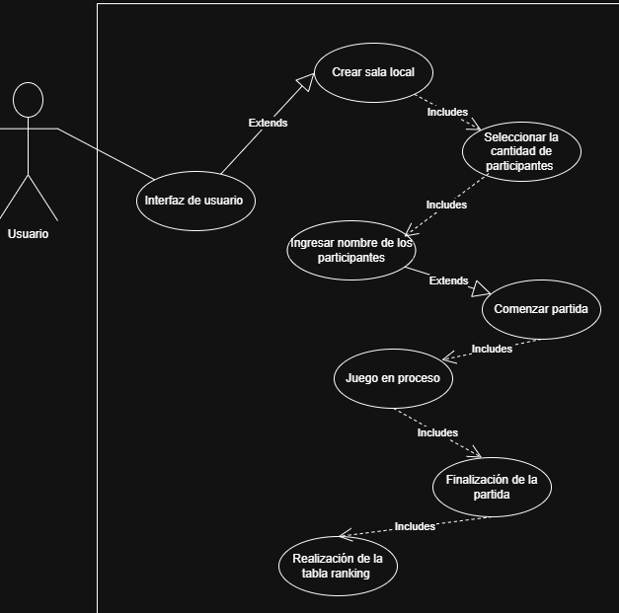 Crear sala local
Extends
Includes
Seleccionar la
cantidad de
participantes
Interfaz de usuario
Includes
Usuario
Ingresar nombre de los
participantes
Extends
Comenzar partida
Includes
Juego en proceso
Includes
Finalización de la
partida
Includes
Realización de la
tabla ranking